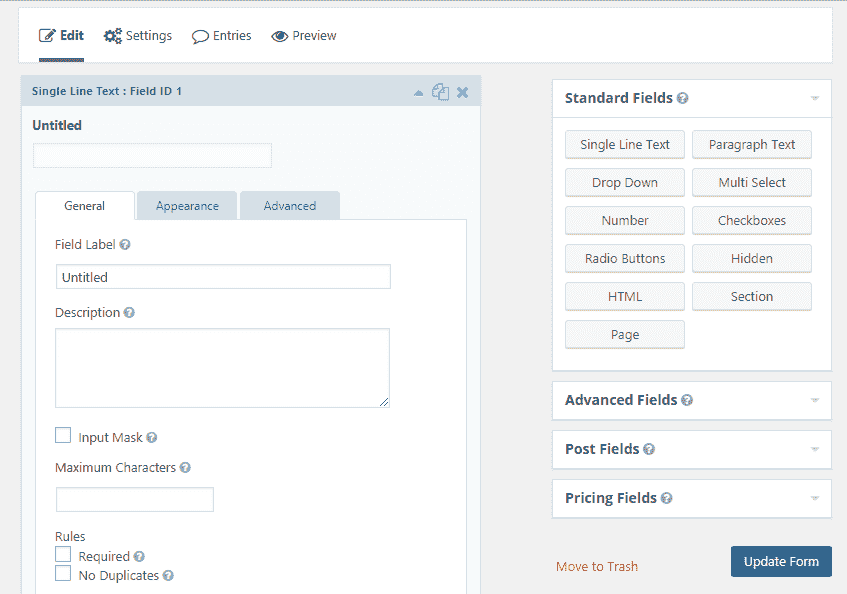 Edit Settings Entries Preview
Single Line Text : Field ID 1
Untitled
General Appearance Advanced
Field Label ?
Untitled
Description ?
Input Mask ?
Maximum Characters ?
Rules
Required ?
No Duplicates ?
Standard Fields ?
Single Line Text Paragraph Text
Drop Down Multi Select
Number Checkboxes
Radio Buttons Hidden
HTML Section
Page
Advanced Fields ?
Post Fields ?
Pricing Fields ?
Move to Trash Update Form